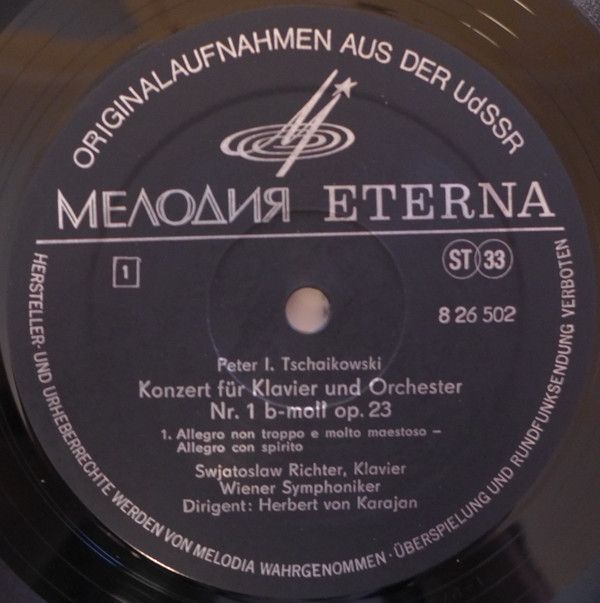 ORIGINALAUFNAHMEN AUS DER UdSSR
МЕЛОДИЯ ETERNA
1
ST 33
8 26 502
Peter I. Tschaikowski
Konzert für Klavier und Orchester
Nr. 1 b-moll op. 23
1. Allegro non troppo e molto maestoso –
Allegro con spirito
Swjatoslaw Richter, Klavier
Wiener Symphoniker
Dirigent: Herbert von Karajan
HERSTELLER- UND URHEBERRECHTE WERDEN VON MELODIA WAHRGENOMMEN · ÜBERSPIELUNG UND RUNDFUNKSENDUNG VERBOTEN